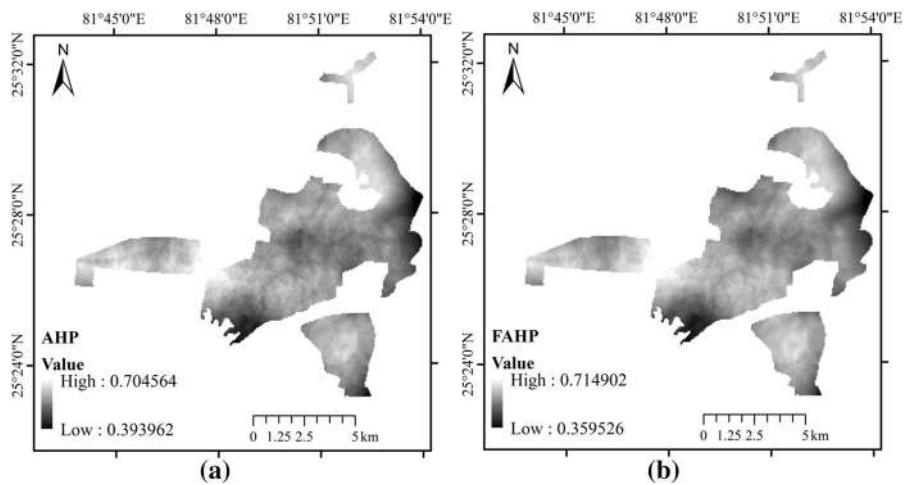 81°45'0"E 81°48'0"E 81°51'0"E 81°54'0"E
N
25°32'0"N
25°28'0"N
25°24'0"N
AHP
Value
High : 0.704564
Low : 0.393962
0 1.25 2.5 5 km
(a)
81°45'0"E 81°48'0"E 81°51'0"E 81°54'0"E
N
25°32'0"N
25°28'0"N
25°24'0"N
FAHP
Value
High : 0.714902
Low : 0.359526
0 1.25 2.5 5 km
(b)